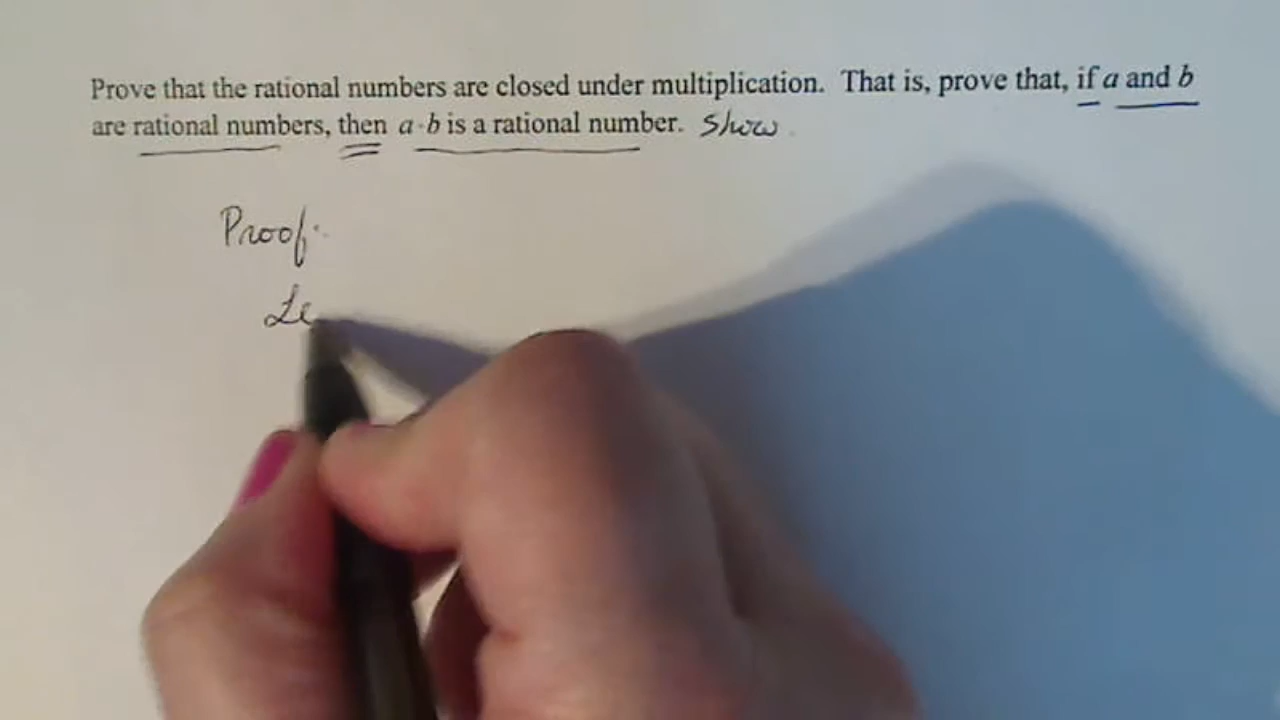 Prove that the rational numbers are closed under multiplication. That is, prove that, if a and b
are rational numbers, then a·b is a rational number. Show
Proof:
Le